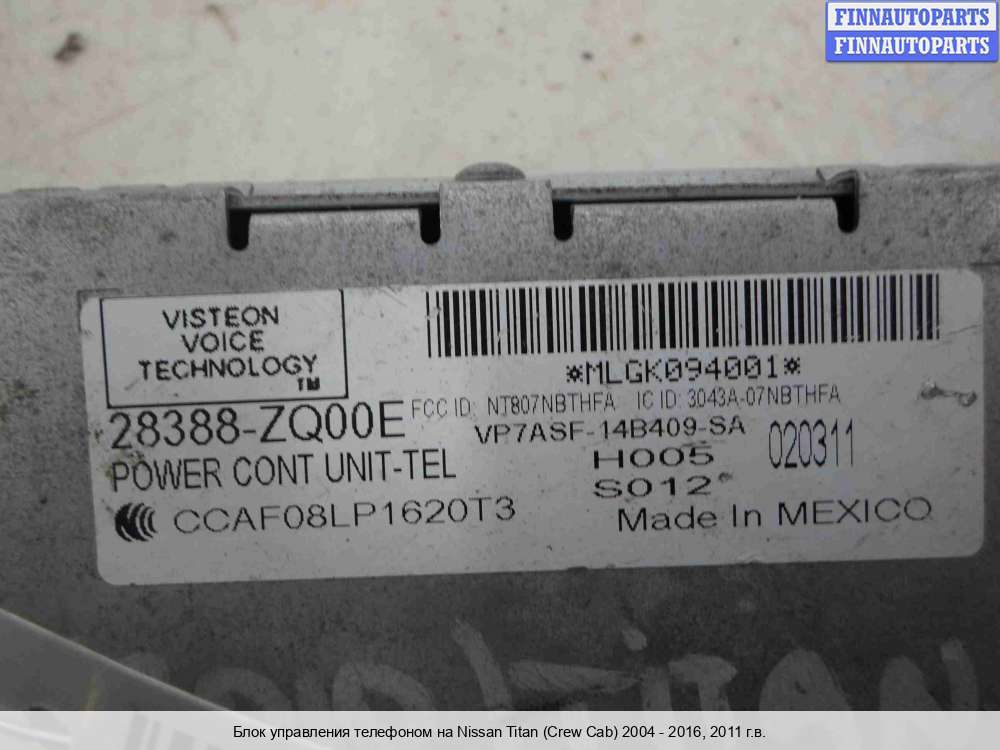 FINNAUTOPARTS
FINNAUTOPARTS
VISTEON
VOICE
TECHNOLOGY
TM
*MLGK094001*
28388-ZQ00E
FCC ID: NT807NBTHFA IC ID: 3043A-07NBTHFA
VP7ASF-14B409-SA
020311
POWER CONT UNIT-TEL
H005
S012
CCAF08LP1620T3
Made In MEXICO
TITAN
Блок управления телефоном на Nissan Titan (Crew Cab) 2004 - 2016, 2011 г.в.